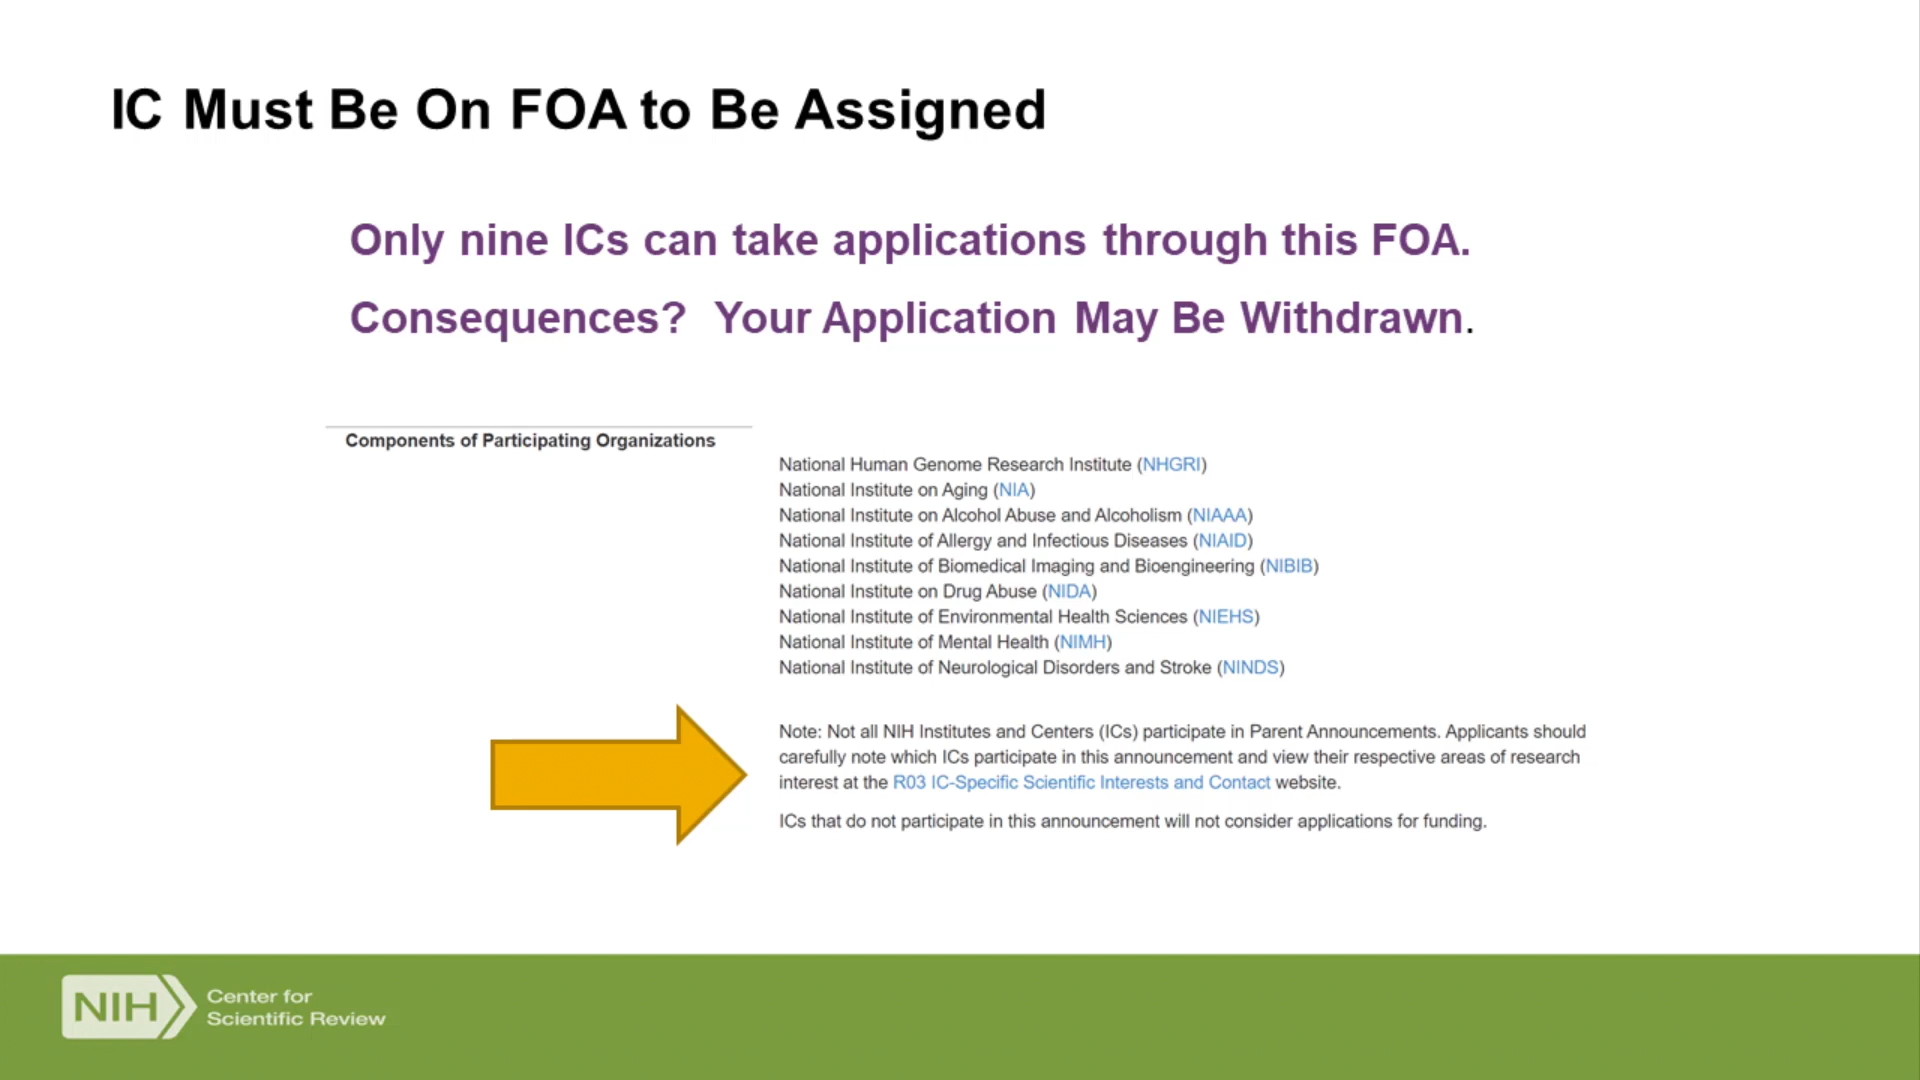 IC Must Be On FOA to Be Assigned
Only nine ICs can take applications through this FOA.
Consequences? Your Application May Be Withdrawn.
Components of Participating Organizations
National Human Genome Research Institute (NHGRI)
National Institute on Aging (NIA)
National Institute on Alcohol Abuse and Alcoholism (NIAAA)
National Institute of Allergy and Infectious Diseases (NIAID)
National Institute of Biomedical Imaging and Bioengineering (NIBIB)
National Institute on Drug Abuse (NIDA)
National Institute of Environmental Health Sciences (NIEHS)
National Institute of Mental Health (NIMH)
National Institute of Neurological Disorders and Stroke (NINDS)
Note: Not all NIH Institutes and Centers (ICs) participate in Parent Announcements. Applicants should
carefully note which ICs participate in this announcement and view their respective areas of research
interest at the R03 IC-Specific Scientific Interests and Contact website.
ICs that do not participate in this announcement will not consider applications for funding.
NIH
Center for
Scientific Review